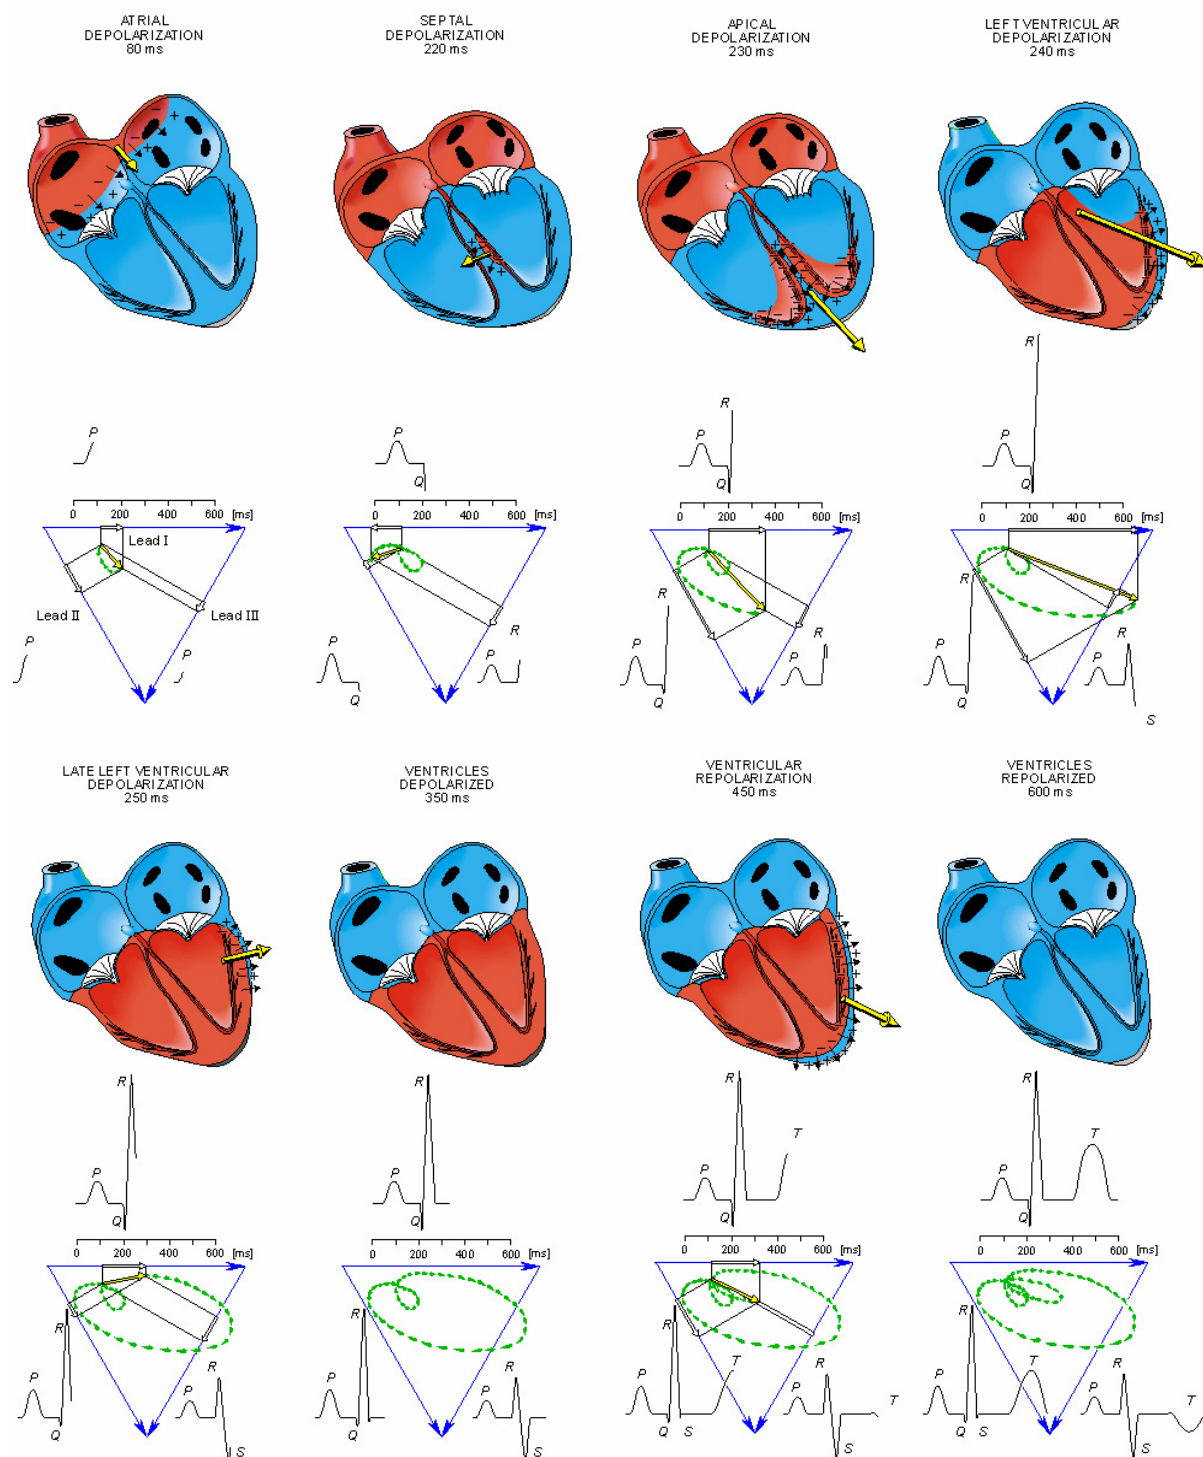 ATRIAL
DEPOLARIZATION
80 ms
SEPTAL
DEPOLARIZATION
220 ms
APICAL
DEPOLARIZATION
230 ms
LEFT VENTRICULAR
DEPOLARIZATION
240 ms
P
0 200 400 600 [ms]
Lead I
Lead II
Lead III
P
P
P
Q
0 200 400 600 [ms]
P
Q
R
P
R
Q
0 200 400 600 [ms]
R
P
Q
R
P
R
P
Q
0 200 400 600 [ms]
R
P
Q
R
P
S
LATE LEFT VENTRICULAR
DEPOLARIZATION
250 ms
VENTRICLES
DEPOLARIZED
350 ms
VENTRICULAR
REPOLARIZATION
450 ms
VENTRICLES
REPOLARIZED
600 ms
R
P
Q
0 200 400 600 [ms]
R
P
Q
R
P
S
R
P
Q
0 200 400 600 [ms]
R
P
Q
R
P
S
R
T
P
Q
0 200 400 600 [ms]
R
P
T
Q S
R
P
T
S
R
T
P
Q
0 200 400 600 [ms]
R
P
T
Q S
R
P
T
S